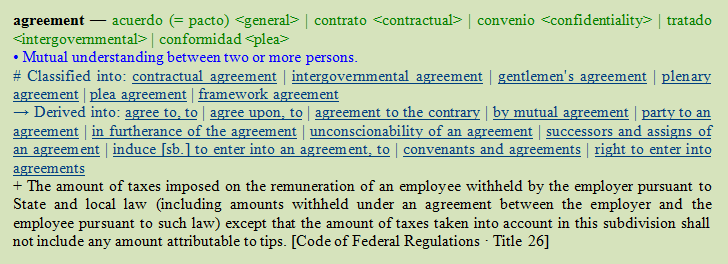 agreement — acuerdo (= pacto) <general> | contrato <contractual> | convenio <confidentiality> | tratado
<intergovernmental> | conformidad <plea>
• Mutual understanding between two or more persons.
# Classified into: contractual agreement | intergovernmental agreement | gentlemen's agreement | plenary
agreement | plea agreement | framework agreement
→ Derived into: agree to, to | agree upon, to | agreement to the contrary | by mutual agreement | party to an
agreement | in furtherance of the agreement | unconscionability of an agreement | successors and assigns of
an agreement | induce [sb.] to enter into an agreement, to | convenants and agreements | right to enter into
agreements
+ The amount of taxes imposed on the remuneration of an employee withheld by the employer pursuant to
State and local law (including amounts withheld under an agreement between the employer and the
employee pursuant to such law) except that the amount of taxes taken into account in this subdivision shall
not include any amount attributable to tips. [Code of Federal Regulations · Title 26]